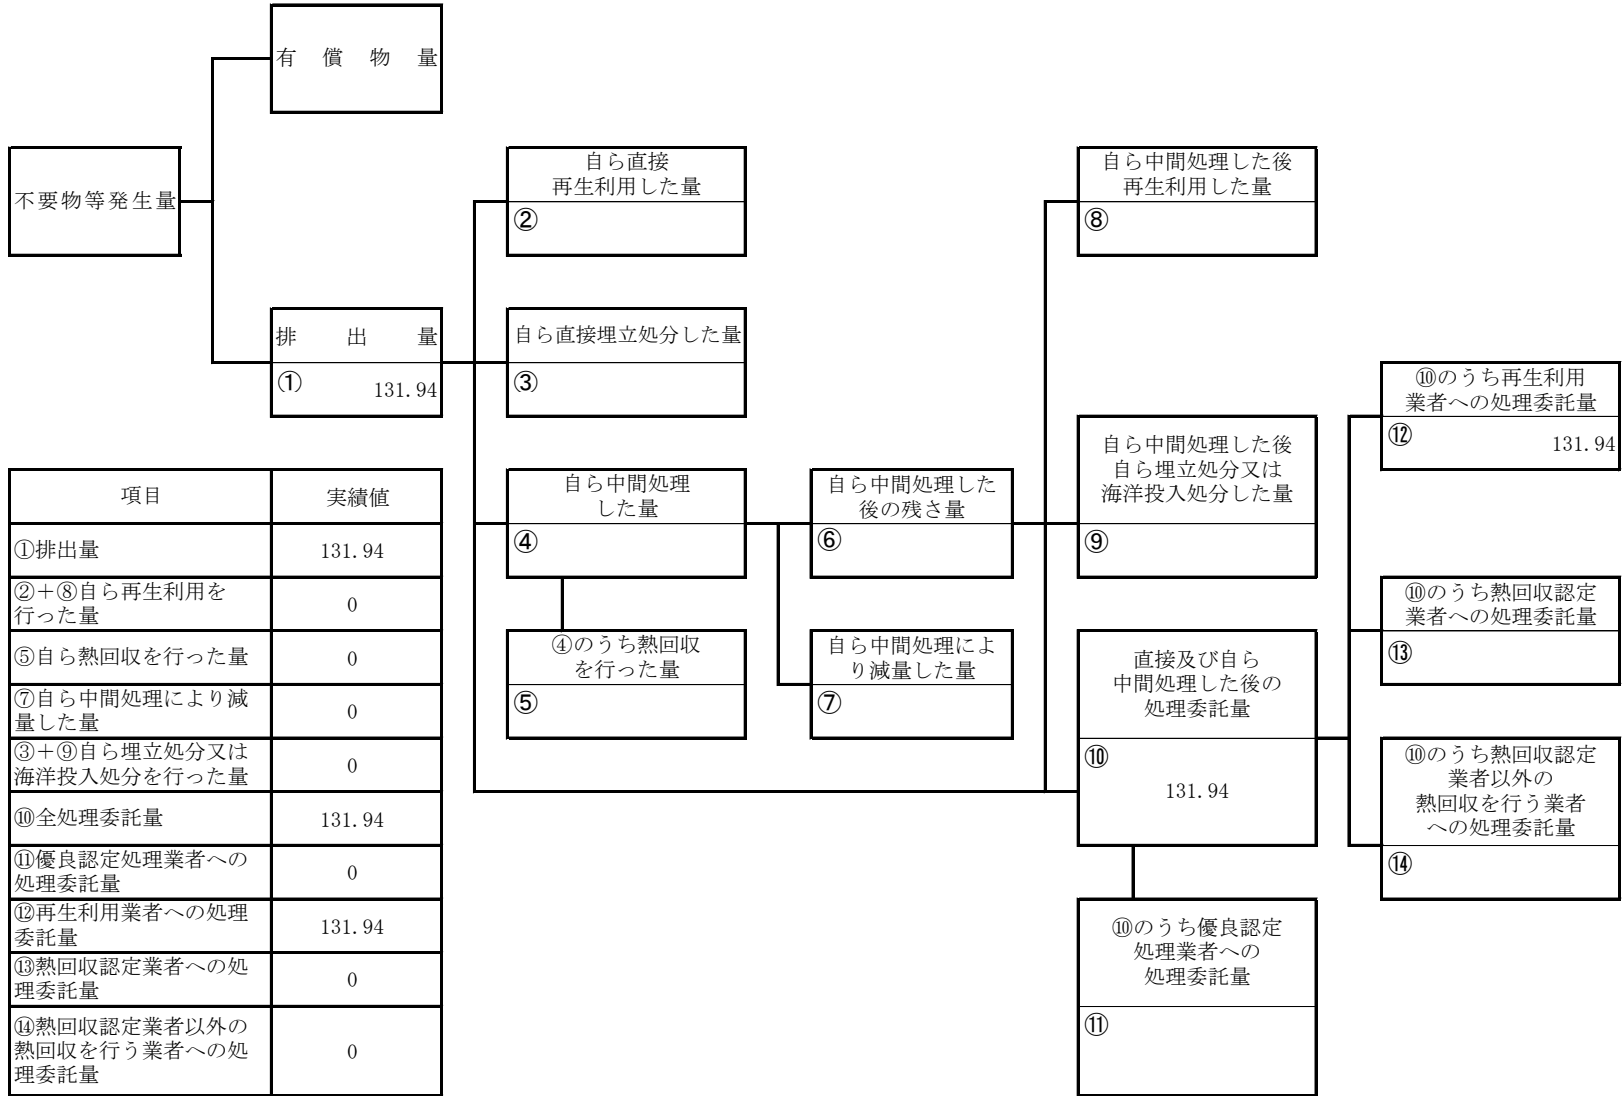 有償物量
不要物等発生量
排出量
①
131.94
自ら直接
再生利用した量
②
自ら直接埋立処分した量
③
自ら中間処理
した量
④
④のうち熱回収
を行った量
⑤
自ら中間処理した
後の残さ量
⑥
自ら中間処理によ
り減量した量
⑦
自ら中間処理した後
再生利用した量
⑧
自ら中間処理した後
自ら埋立処分又は
海洋投入処分した量
⑨
直接及び自ら
中間処理した後の
処理委託量
⑩
131.94
⑩のうち優良認定
処理業者への
処理委託量
⑪
⑩のうち再生利用
業者への処理委託量
⑫
131.94
⑩のうち熱回収認定
業者への処理委託量
⑬
⑩のうち熱回収認定
業者以外の
熱回収を行う業者
への処理委託量
⑭
項目 実績値
①排出量 131.94
②+⑧自ら再生利用を
行った量 0
⑤自ら熱回収を行った量 0
⑦自ら中間処理により減
量した量 0
③+⑨自ら埋立処分又は
海洋投入処分を行った量 0
⑩全処理委託量 131.94
⑪優良認定処理業者への
処理委託量 0
⑫再生利用業者への処理
委託量 131.94
⑬熱回収認定業者への処
理委託量 0
⑭熱回収認定業者以外の
熱回収を行う業者への処
理委託量 0